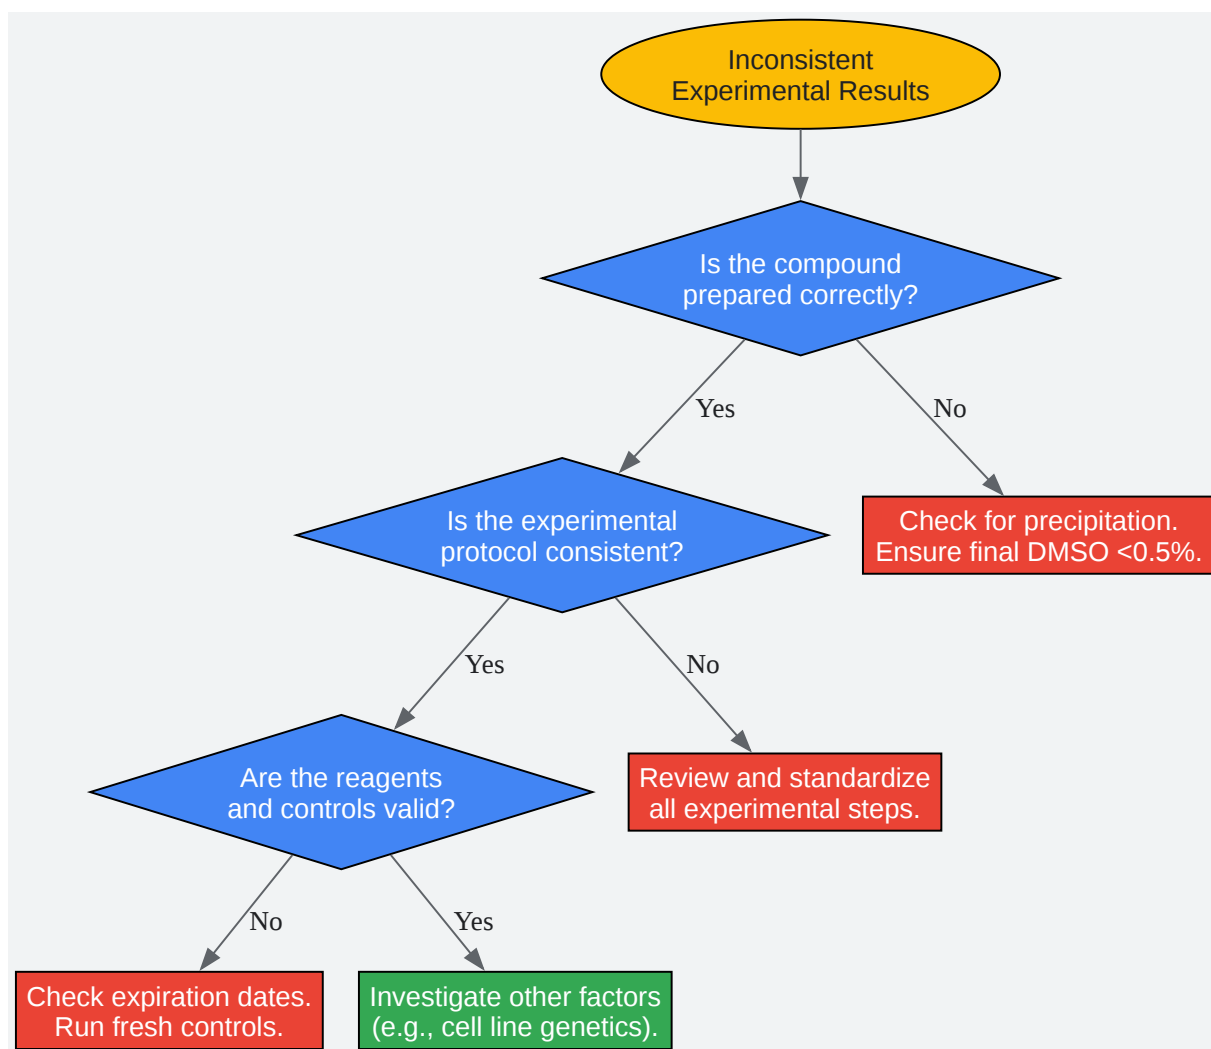 Inconsistent
Experimental Results
Is the compound
prepared correctly?
Yes
No
Is the experimental
protocol consistent?
Check for precipitation.
Ensure final DMSO <0.5%.
Yes
No
Are the reagents
and controls valid?
Review and standardize
all experimental steps.
No
Yes
Check expiration dates.
Run fresh controls.
Investigate other factors
(e.g., cell line genetics).